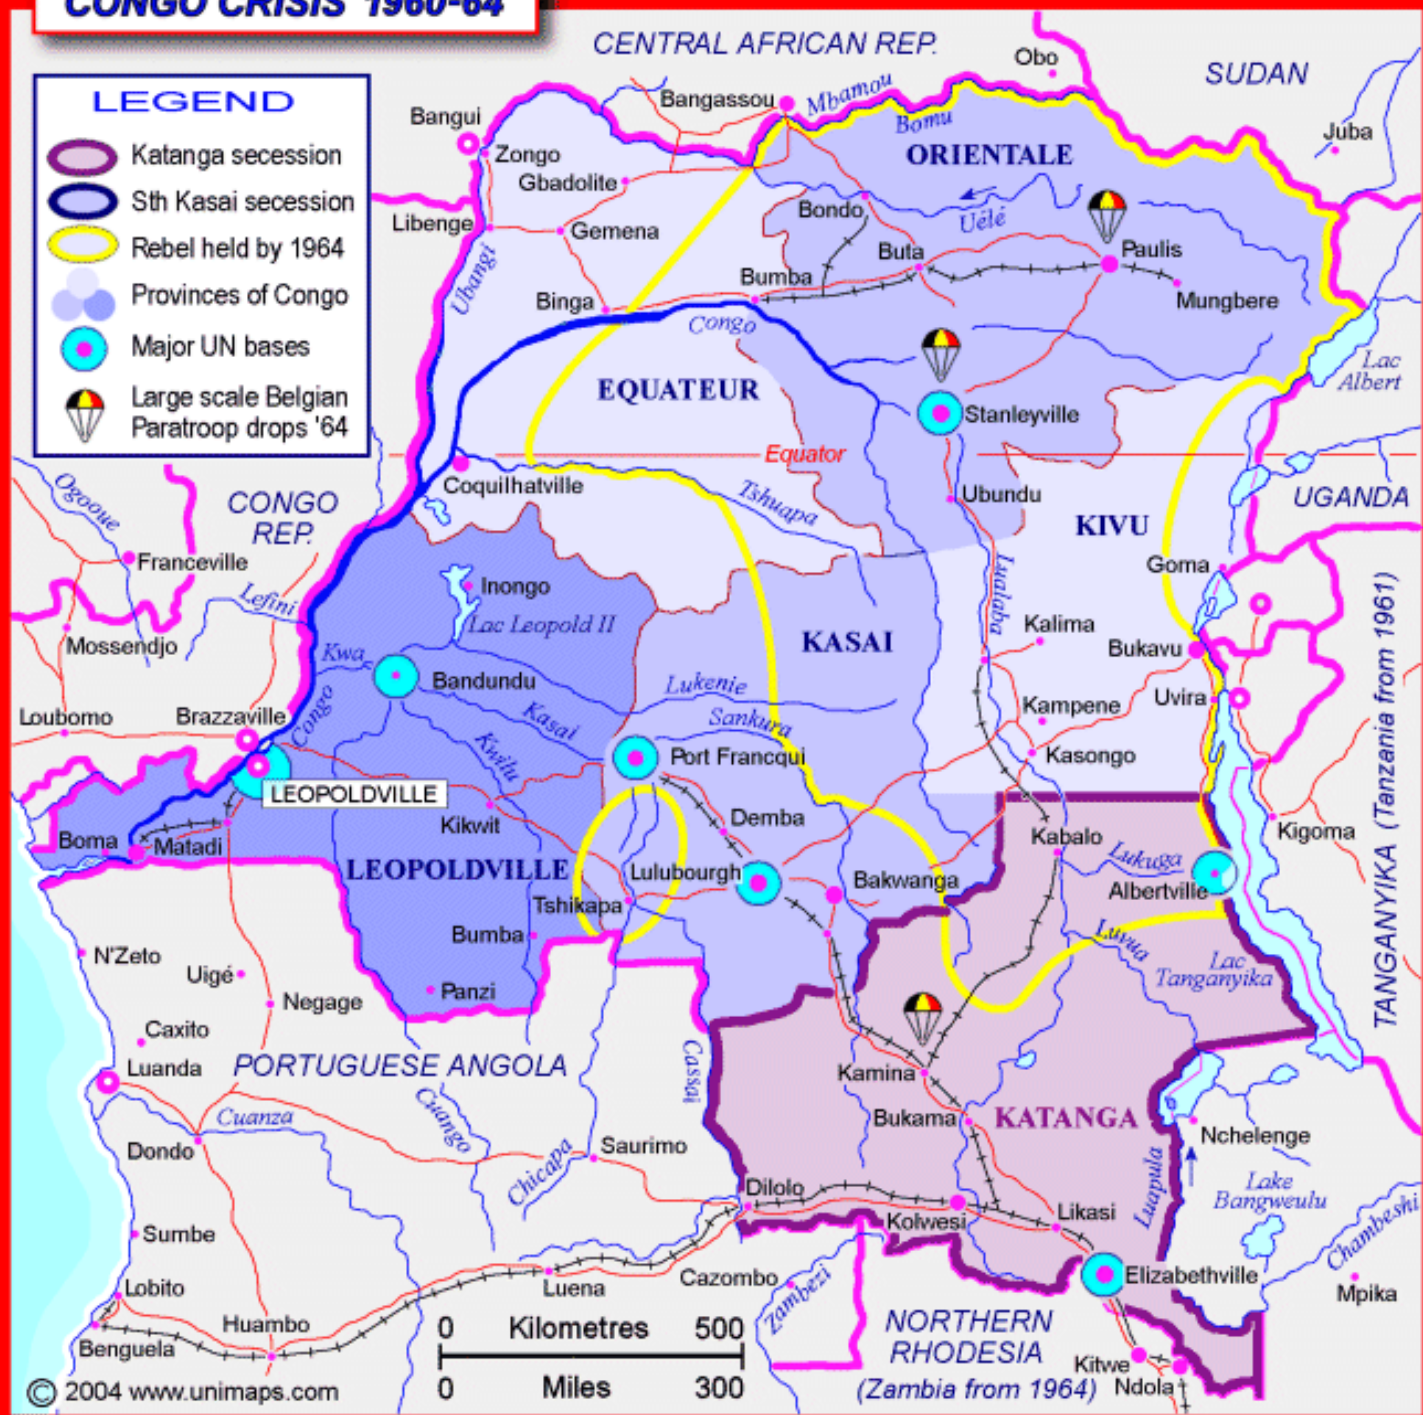 CONGO CRISIS 1960-64
LEGEND
Katanga secession
Sth Kasai secession
Rebel held by 1964
Provinces of Congo
Major UN bases
Large scale Belgian
Paratroop drops '64
CENTRAL AFRICAN REP.
Obo
SUDAN
Bangassou
Mbamou
Bomu
Bangui
Juba
Zongo
ORIENTALE
Gbadolite
Bondo
Uélé
Libenge
Gemena
Buta
Paulis
Ubangi
Bumba
Binga
Mungbere
Congo
Lac
Albert
EQUATEUR
Stanleyville
Equator
Coquilhatville
Ubundu
Tshuapa
UGANDA
Ogooue
CONGO
REP.
KIVU
Franceville
Goma
Lualaba
Inongo
Lefini
Lac Leopold II
Kalima
KASAI
Mossendjo
Kwa
Bukavu
Bandundu
Lukenie
Uvira
Kampene
Loubomo
Brazzaville
Congo
Kasai
Sankura
Kwilu
Port Francqui
Kasongo
LEOPOLDVILLE
Demba
Kigoma
Boma
Matadi
Kikwit
Kabalo
Lukuga
LEOPOLDVILLE
Lulubourgh
Bakwanga
Albertville
Tshikapa
Bumba
Luvua
N'Zeto
Uigé
Lac
Tanganyika
Negage
Panzi
TANGANYIKA (Tanzania from 1961)
Caxito
Luanda
PORTUGUESE ANGOLA
Cassai
Kamina
Cuanza
Cuango
Bukama
KATANGA
Dondo
Saurimo
Nchelenge
Chicapa
Luapula
Dilolo
Lake
Bangweulu
Kolwesi
Likasi
Chambeshi
Sumbe
Lobito
Luena
Cazombo
Zambezi
Elizabethville
Mpika
Huambo
0 Kilometres 500
NORTHERN
RHODESIA
(Zambia from 1964)
Benguela
Kitwe
Ndola
0 Miles 300
© 2004 www.unimaps.com